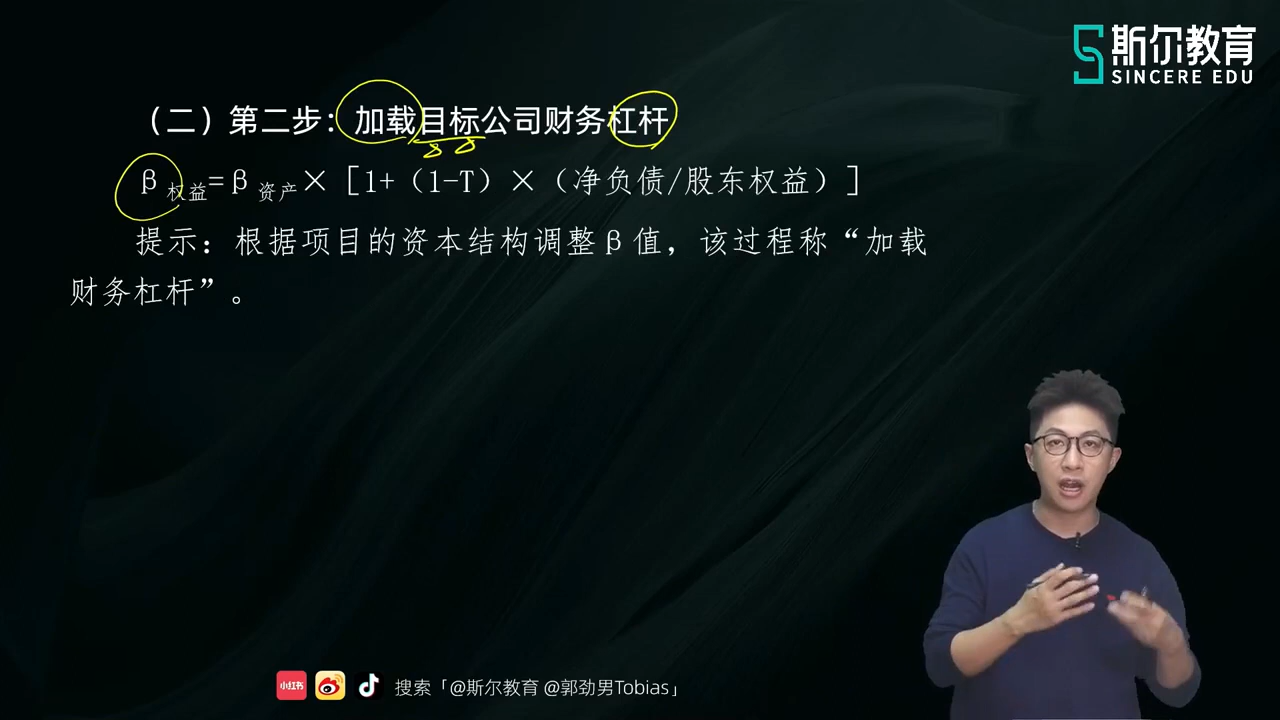 斯尔教育
SINCERE EDU
（二）第二步：加载目标公司财务杠杆
β权益=β资产×［1+（1-T）×（净负债/股东权益）］
提示：根据项目的资本结构调整β值，该过程称“加载
财务杠杆”。
小红书
搜索「@斯尔教育 @郭劲男Tobias」